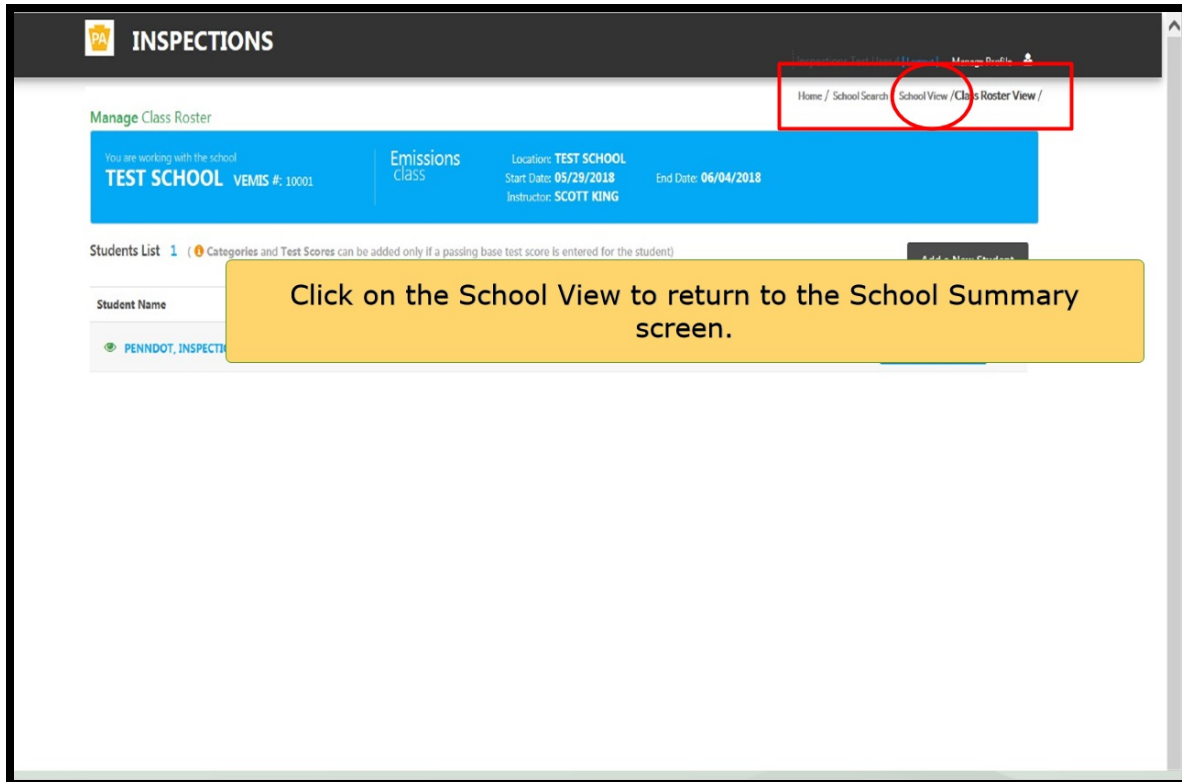 PA INSPECTIONS
Manage Profile
Home / School Search School View /Class Roster View /
Manage Class Roster
You are working with the school
TEST SCHOOL VEMIS #: 10001
Emissions
class
Location: TEST SCHOOL
Start Date: 05/29/2018 End Date: 06/04/2018
Instructor: SCOTT KING
Students List 1 ( Categories and Test Scores can be added only if a passing base test score is entered for the student)
Add a New Student
Click on the School View to return to the School Summary
screen.
Student Name
PENNDOT,